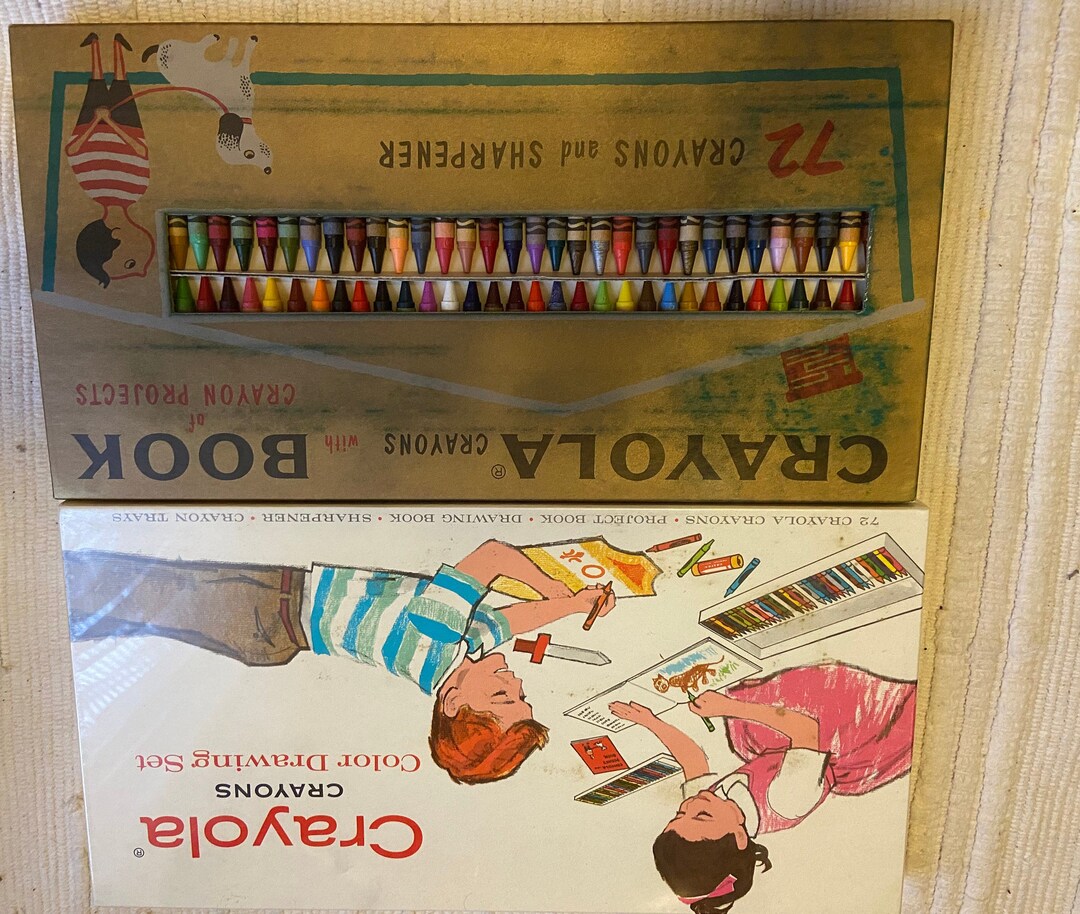 Crayola®
CRAYONS
Color Drawing Set
72 CRAYOLA CRAYONS • PROJECT BOOK • DRAWING BOOK • SHARPENER • CRAYON TRAYS
CRAYOLA® CRAYONS with BOOK
of
CRAYON PROJECTS
72 CRAYONS and SHARPENER